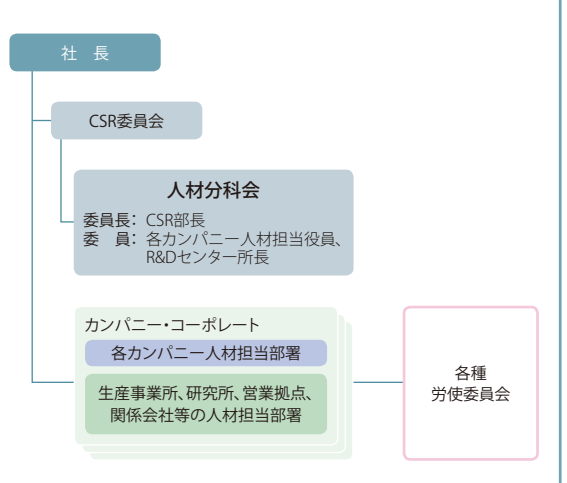 社　長
CSR委員会
人材分科会
委員長： CSR部長
委　員： 各カンパニー人材担当役員、
R&Dセンター所長
カンパニー・コーポレート
各カンパニー人材担当部署
生産事業所、研究所、営業拠点、
関係会社等の人材担当部署
各種
労使委員会